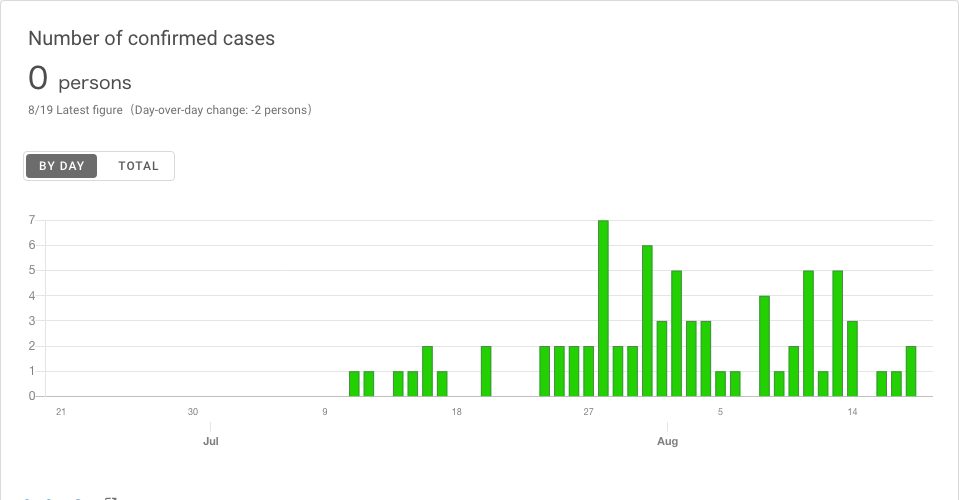 Number of confirmed cases
0 persons
8/19 Latest figure（Day-over-day change: -2 persons）
BY DAY TOTAL
7
6
5
4
3
2
1
0
21 30 9 18 27 5 14
Jul Aug